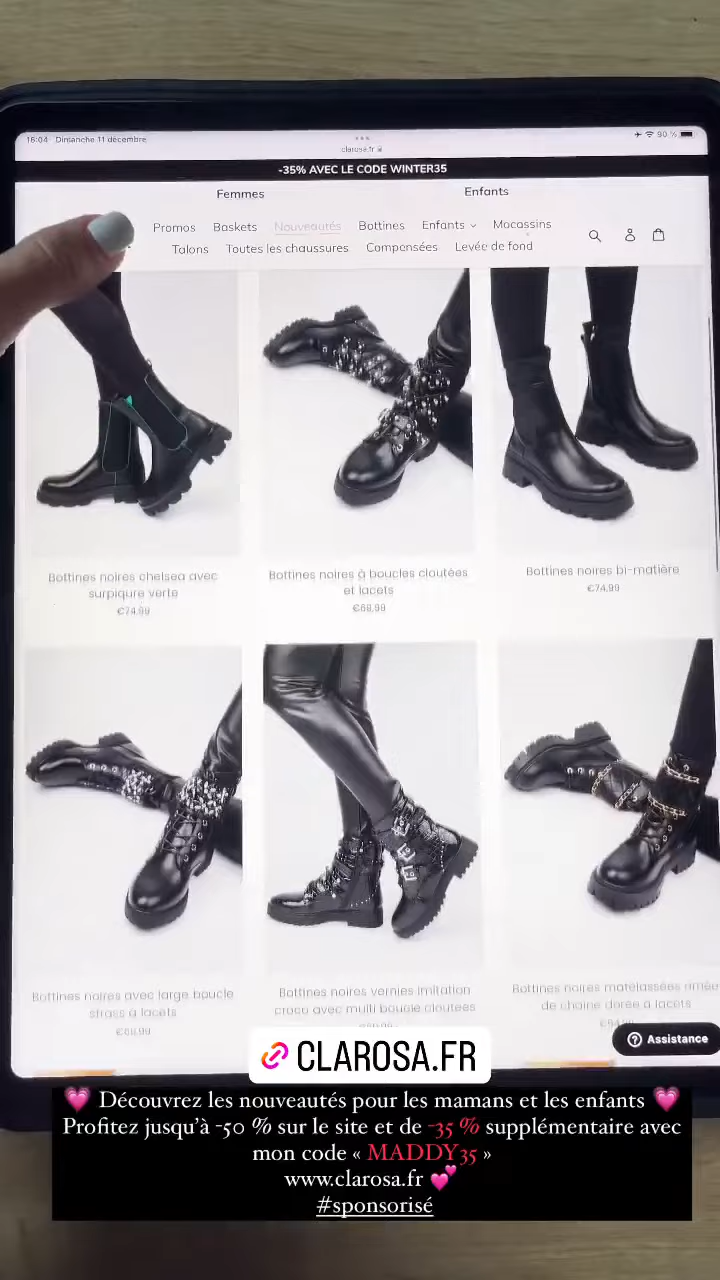 16:04 Dimanche 11 décembre
90 %
clarosa.fr
-35% AVEC LE CODE WINTER35
Femmes Enfants
Promos Baskets Nouveautés Bottines Enfants Mocassins
Talons Toutes les chaussures Compensées Levée de fond
Bottines noires chelsea avec
surpiqure verte
€74,99
Bottines noires à boucles cloutées
et lacets
€69,99
Bottines noires bi-matière
€74,99
Bottines noires avec large boucle
strass à lacets
€69,99
Bottines noires vernies imitation
croco avec multi boucle cloutées
Bottines noires matelassées
de chaine dorée à lacets
Assistance
CLAROSA.FR
💗 Découvrez les nouveautés pour les mamans et les enfants 💗
Profitez jusqu'à -50 % sur le site et de -35 % supplémentaire avec
mon code « MADDY35 »
www.clarosa.fr 💕
#sponsorisé